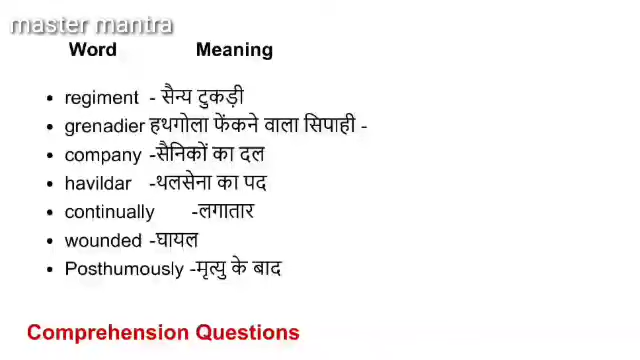 master mantra
Word Meaning
• regiment - सैन्य टुकड़ी
• grenadier हथगोला फेंकने वाला सिपाही -
• company -सैनिकों का दल
• havildar -थलसेना का पद
• continually -लगातार
• wounded -घायल
• Posthumously -मृत्यु के बाद
Comprehension Questions